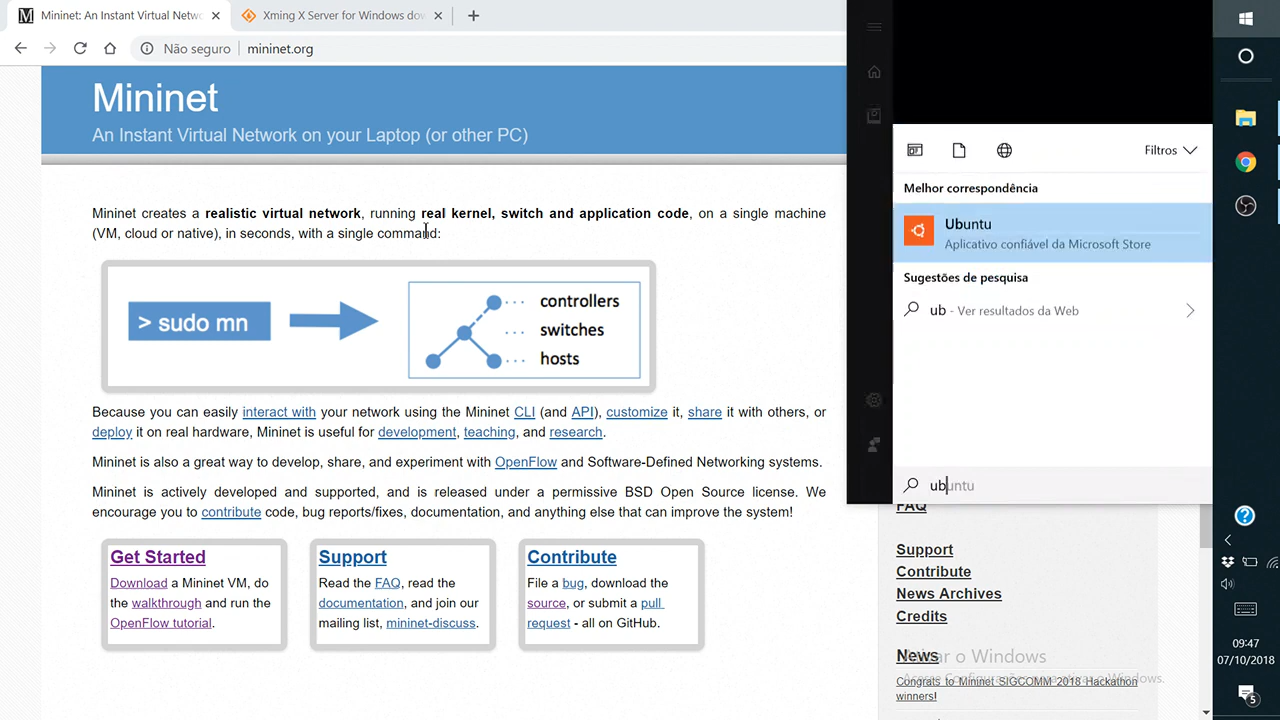 Mininet: An Instant Virtual Netwo
Xming X Server for Windows dov
Não seguro
mininet.org
Mininet
An Instant Virtual Network on your Laptop (or other PC)
Mininet creates a realistic virtual network, running real kernel, switch and application code, on a single machine
(VM, cloud or native), in seconds, with a single command:
> sudo mn
controllers
switches
hosts
Because you can easily interact with your network using the Mininet CLI (and API), customize it, share it with others, or
deploy it on real hardware, Mininet is useful for development, teaching, and research.
Mininet is also a great way to develop, share, and experiment with OpenFlow and Software-Defined Networking systems.
Mininet is actively developed and supported, and is released under a permissive BSD Open Source license. We
encourage you to contribute code, bug reports/fixes, documentation, and anything else that can improve the system!
Get Started
Download a Mininet VM, do
the walkthrough and run the
OpenFlow tutorial.
Support
Read the FAQ, read the
documentation, and join our
mailing list, mininet-discuss.
Contribute
File a bug, download the
source, or submit a pull
request - all on GitHub.
Filtros
Melhor correspondência
Ubuntu
Aplicativo confiável da Microsoft Store
Sugestões de pesquisa
ub - Ver resultados da Web
ubuntu
FAQ
Support
Contribute
News Archives
Credits
News
Congrats to Mininet SIGCOMM 2018 Hackathon
winners!
09:47
07/10/2018
5